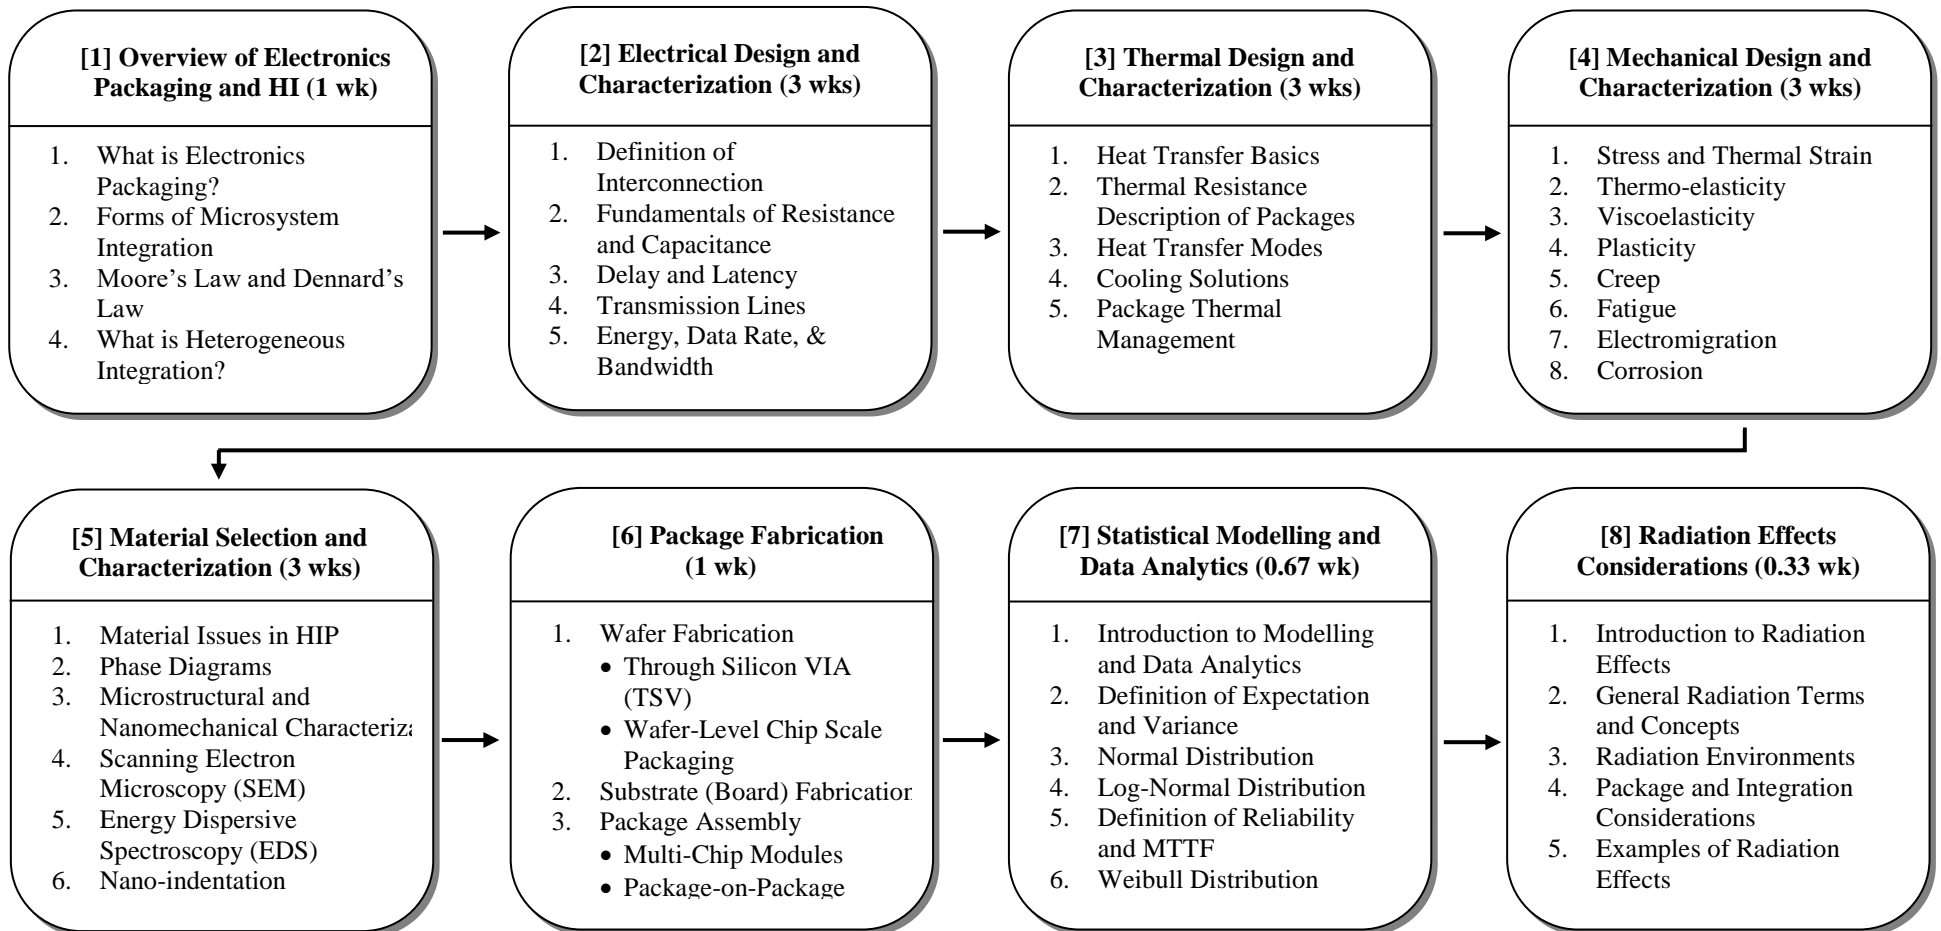 [1] Overview of Electronics
Packaging and HI (1 wk)
1. What is Electronics
Packaging?
2. Forms of Microsystem
Integration
3. Moore’s Law and Dennard’s
Law
4. What is Heterogeneous
Integration?
[2] Electrical Design and
Characterization (3 wks)
1. Definition of
Interconnection
2. Fundamentals of Resistance
and Capacitance
3. Delay and Latency
4. Transmission Lines
5. Energy, Data Rate, &
Bandwidth
[3] Thermal Design and
Characterization (3 wks)
1. Heat Transfer Basics
2. Thermal Resistance
Description of Packages
3. Heat Transfer Modes
4. Cooling Solutions
5. Package Thermal
Management
[4] Mechanical Design and
Characterization (3 wks)
1. Stress and Thermal Strain
2. Thermo-elasticity
3. Viscoelasticity
4. Plasticity
5. Creep
6. Fatigue
7. Electromigration
8. Corrosion
[5] Material Selection and
Characterization (3 wks)
1. Material Issues in HIP
2. Phase Diagrams
3. Microstructural and
Nanomechanical Characteriza
4. Scanning Electron
Microscopy (SEM)
5. Energy Dispersive
Spectroscopy (EDS)
6. Nano-indentation
[6] Package Fabrication
(1 wk)
1. Wafer Fabrication
• Through Silicon VIA
(TSV)
• Wafer-Level Chip Scale
Packaging
2. Substrate (Board) Fabrication
3. Package Assembly
• Multi-Chip Modules
• Package-on-Package
[7] Statistical Modelling and
Data Analytics (0.67 wk)
1. Introduction to Modelling
and Data Analytics
2. Definition of Expectation
and Variance
3. Normal Distribution
4. Log-Normal Distribution
5. Definition of Reliability
and MTTF
6. Weibull Distribution
[8] Radiation Effects
Considerations (0.33 wk)
1. Introduction to Radiation
Effects
2. General Radiation Terms
and Concepts
3. Radiation Environments
4. Package and Integration
Considerations
5. Examples of Radiation
Effects